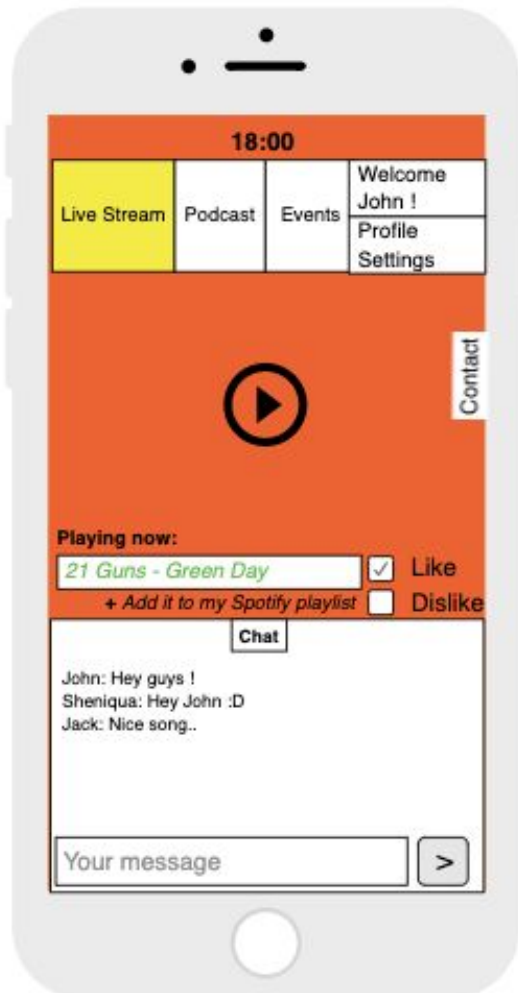 18:00
Live Stream
Podcast
Events
Welcome
John !
Profile
Settings
Contact
Playing now:
21 Guns - Green Day
Like
+ Add it to my Spotify playlist
Dislike
Chat
John: Hey guys !
Sheniqua: Hey John :D
Jack: Nice song..
Your message
>